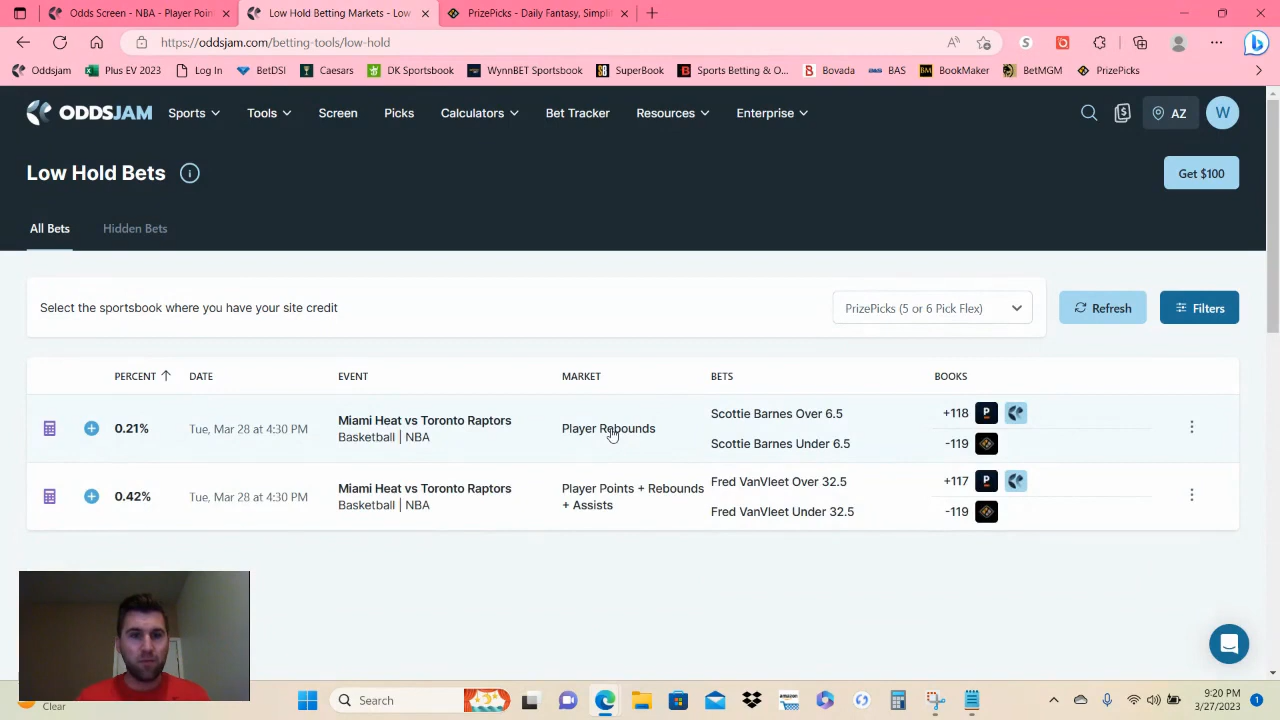 Odds Screen - NBA - Player Poin
Low Hold Betting Markets - Low
PrizePicks - Daily Fantasy, Simplif
https://oddsjam.com/betting-tools/low-hold
Oddsjam
Plus EV 2023
Log In
BetDSI
Caesars
DK Sportsbook
WynnBET Sportsbook
SuperBook
Sports Betting & O...
Bovada
BAS
BookMaker
BetMGM
PrizePicks
ODDSJAM
Sports
Tools
Screen
Picks
Calculators
Bet Tracker
Resources
Enterprise
AZ
W
Low Hold Bets
Get $100
All Bets
Hidden Bets
Select the sportsbook where you have your site credit
PrizePicks (5 or 6 Pick Flex)
Refresh
Filters
PERCENT
DATE
EVENT
MARKET
BETS
BOOKS
0.21%
Tue, Mar 28 at 4:30 PM
Miami Heat vs Toronto Raptors
Basketball | NBA
Player Rebounds
Scottie Barnes Over 6.5
Scottie Barnes Under 6.5
+118
-119
0.42%
Tue, Mar 28 at 4:30 PM
Miami Heat vs Toronto Raptors
Basketball | NBA
Player Points + Rebounds
+ Assists
Fred VanVleet Over 32.5
Fred VanVleet Under 32.5
+117
-119
Clear
Search
9:20 PM
3/27/2023